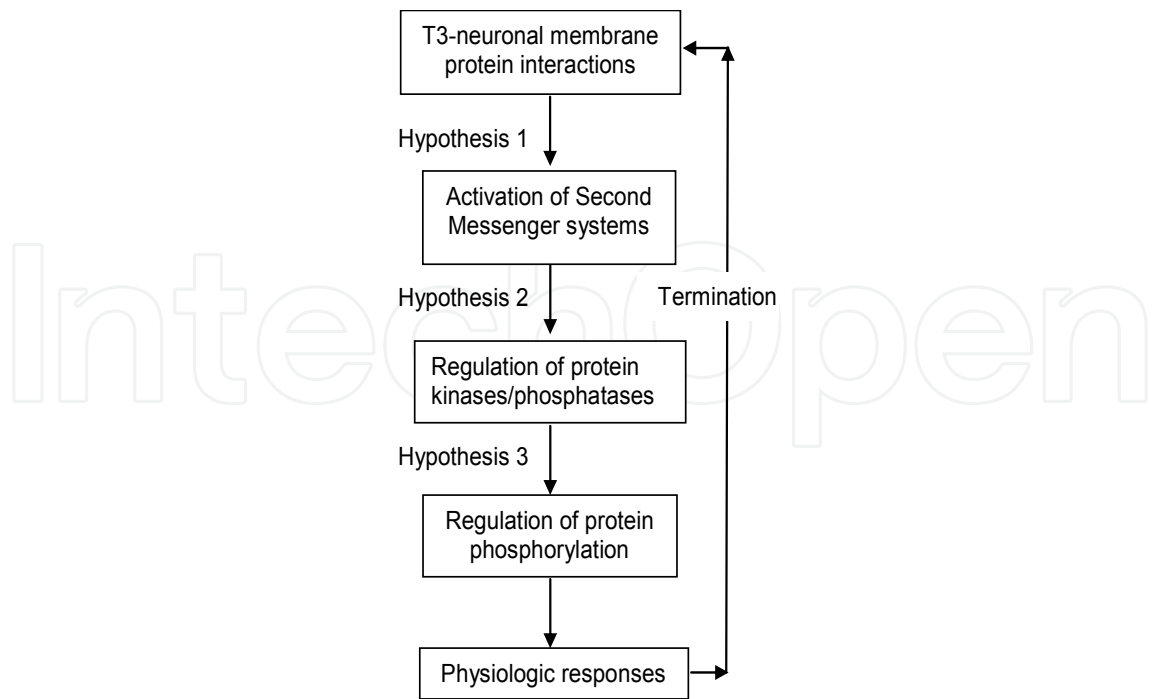 T3-neuronal membrane
protein interactions
Hypothesis 1
Activation of Second
Messenger systems
Hypothesis 2
Termination
Regulation of protein
kinases/phosphatases
Hypothesis 3
Regulation of protein
phosphorylation
Physiologic responses
IntechOpen